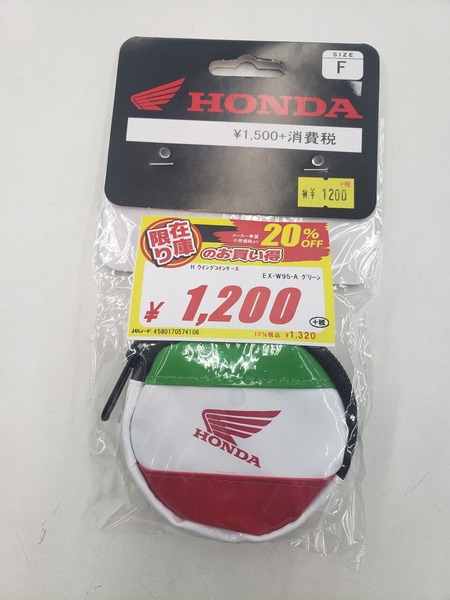 SIZE
F
HONDA
¥1,500+消費税
+税
¥1200
在庫限り
のお買い得
メーカー希望
小売価格より
20%OFF
H ウイングコインケース
EX-W95-A グリーン
¥1,200
+税
JANコード 4580170574106
10%税込 ¥1,320
HONDA